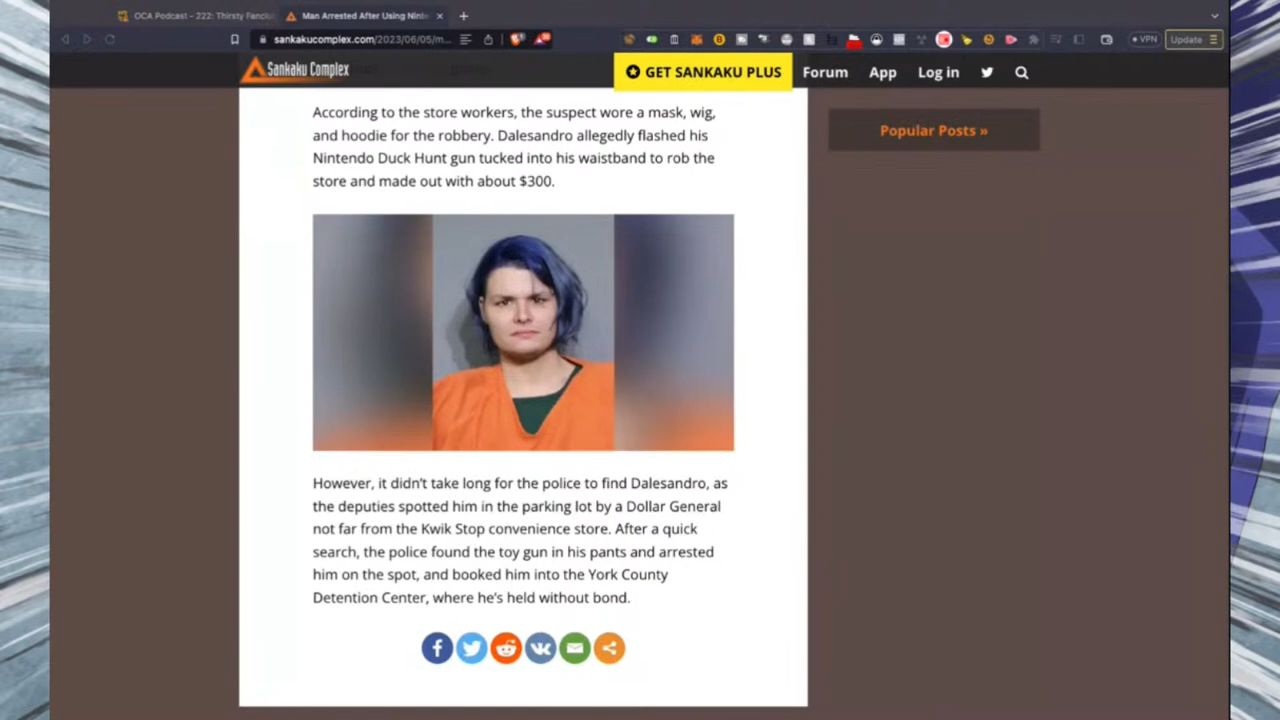 OCA Podcast - 222: Thirsty Fanclu
Man Arrested After Using Ninte
sankakucomplex.com/2023/06/05/m...
VPN
Update
Sankaku Complex
GET SANKAKU PLUS
Forum
App
Log in
According to the store workers, the suspect wore a mask, wig,
and hoodie for the robbery. Dalesandro allegedly flashed his
Nintendo Duck Hunt gun tucked into his waistband to rob the
store and made out with about $300.
Popular Posts »
However, it didn't take long for the police to find Dalesandro, as
the deputies spotted him in the parking lot by a Dollar General
not far from the Kwik Stop convenience store. After a quick
search, the police found the toy gun in his pants and arrested
him on the spot, and booked him into the York County
Detention Center, where he's held without bond.